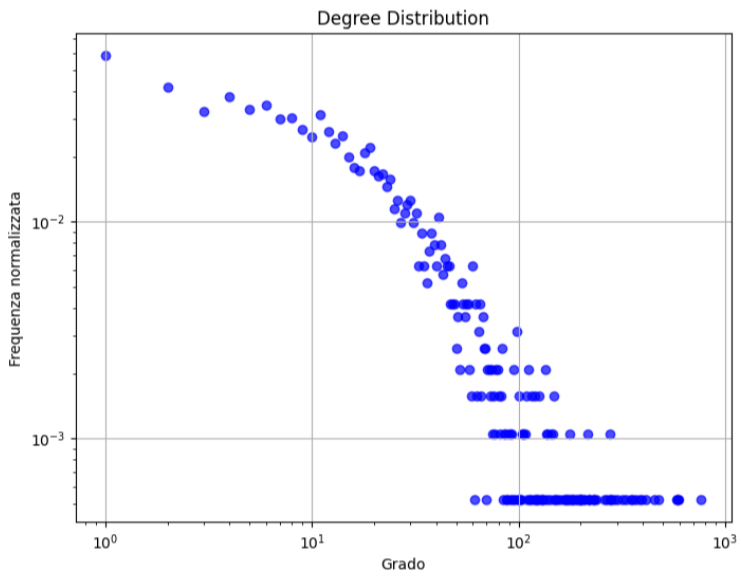 Degree Distribution
Frequenza normalizzata
10⁻²
10⁻³
10⁰
10¹
10²
10³
Grado